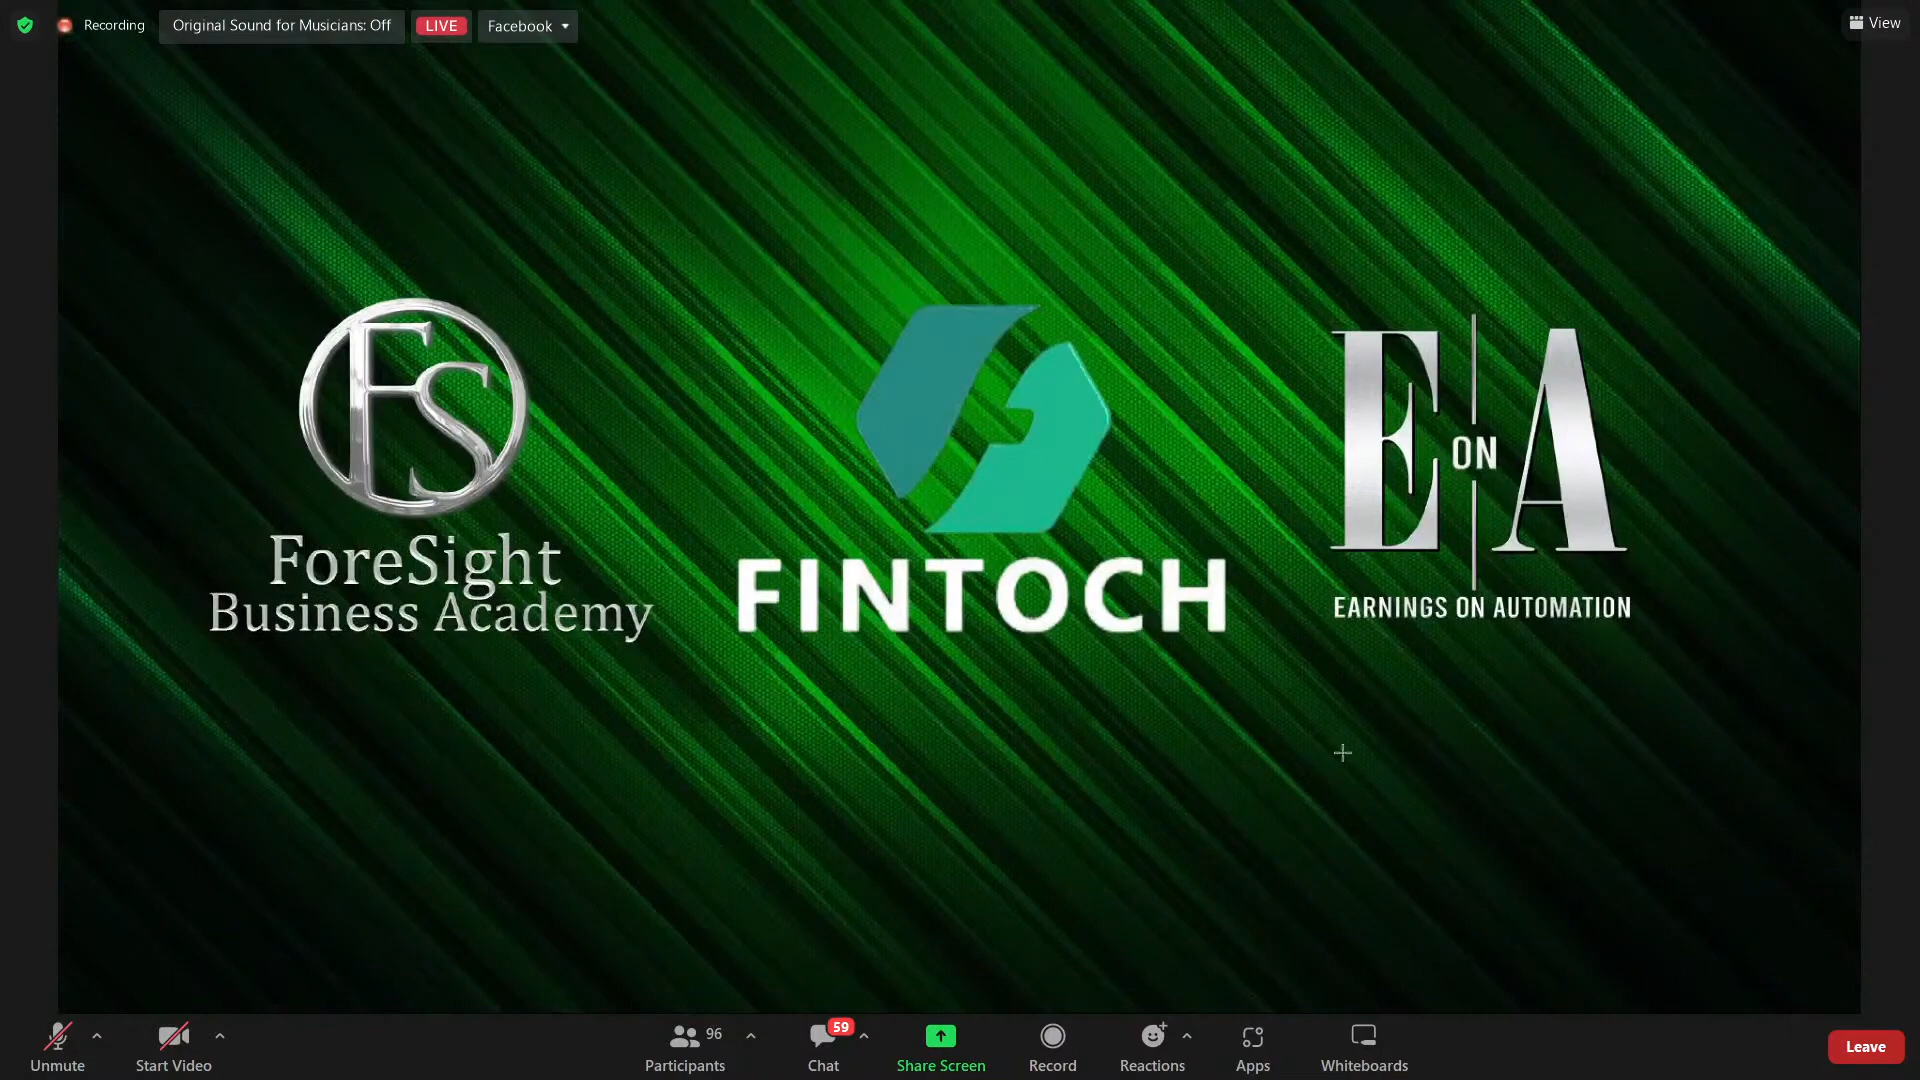 Recording
Original Sound for Musicians: Off
LIVE
Facebook
View
FS
ForeSight
Business Academy
FINTOCH
E ON A
EARNINGS ON AUTOMATION
96
59
Unmute
Start Video
Participants
Chat
Share Screen
Record
Reactions
Apps
Whiteboards
Leave